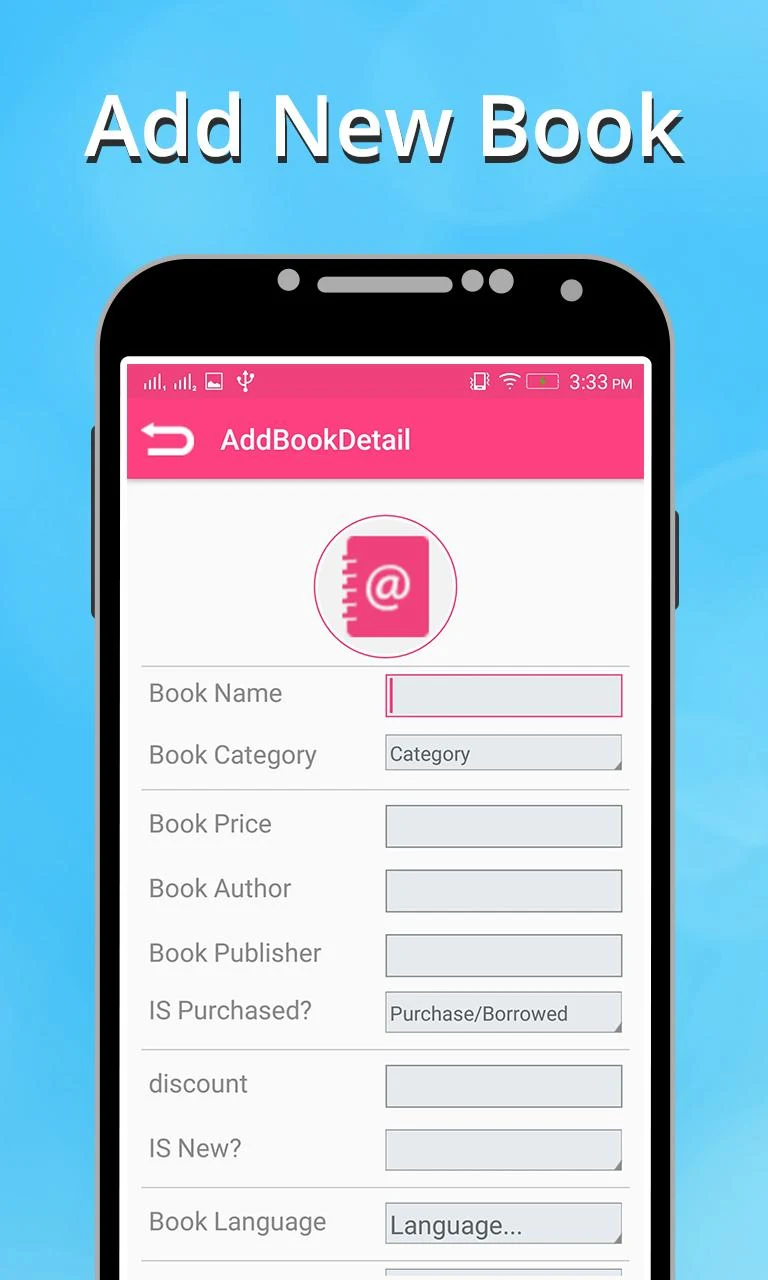 Add New Book
3:33 PM
AddBookDetail
@
Book Name
Book Category Category
Book Price
Book Author
Book Publisher
IS Purchased? Purchase/Borrowed
discount
IS New?
Book Language Language...